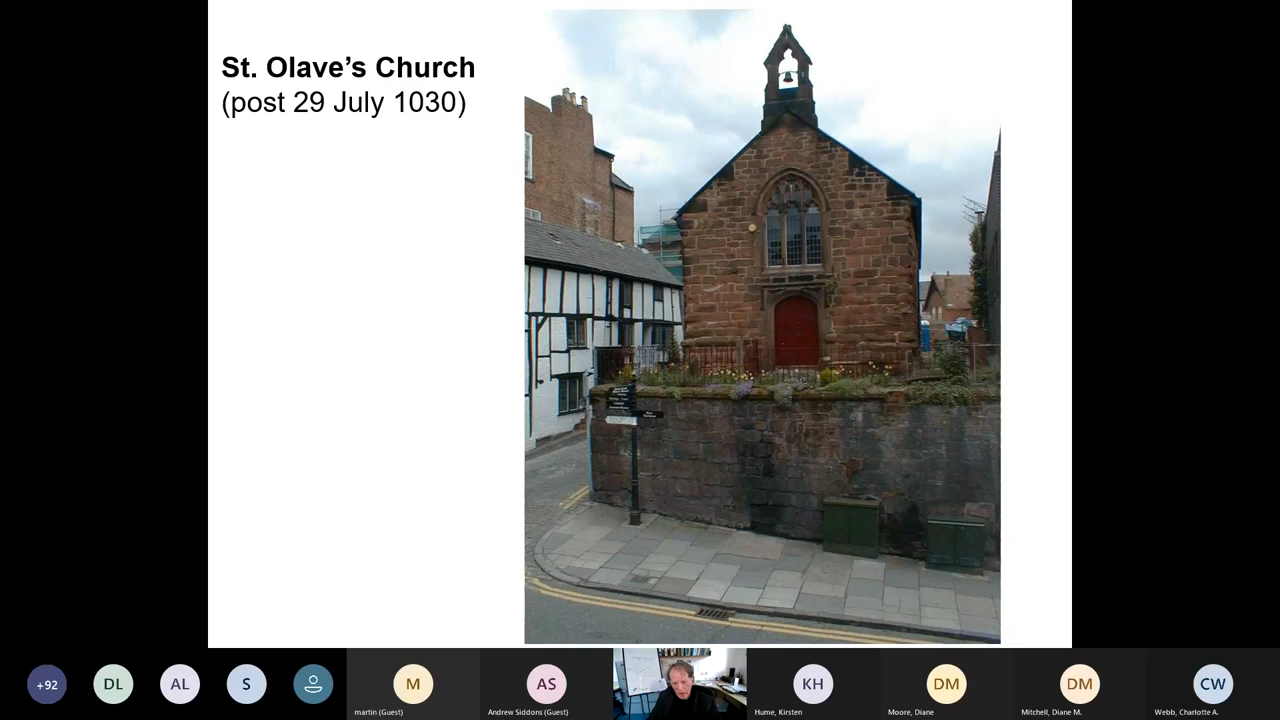 St. Olave’s Church
(post 29 July 1030)
+92
DL
AL
S
M
AS
KH
DM
DM
CW
martin (Guest)
Andrew Siddons (Guest)
Hume, Kirsten
Moore, Diane
Mitchell, Diane M.
Webb, Charlotte A.